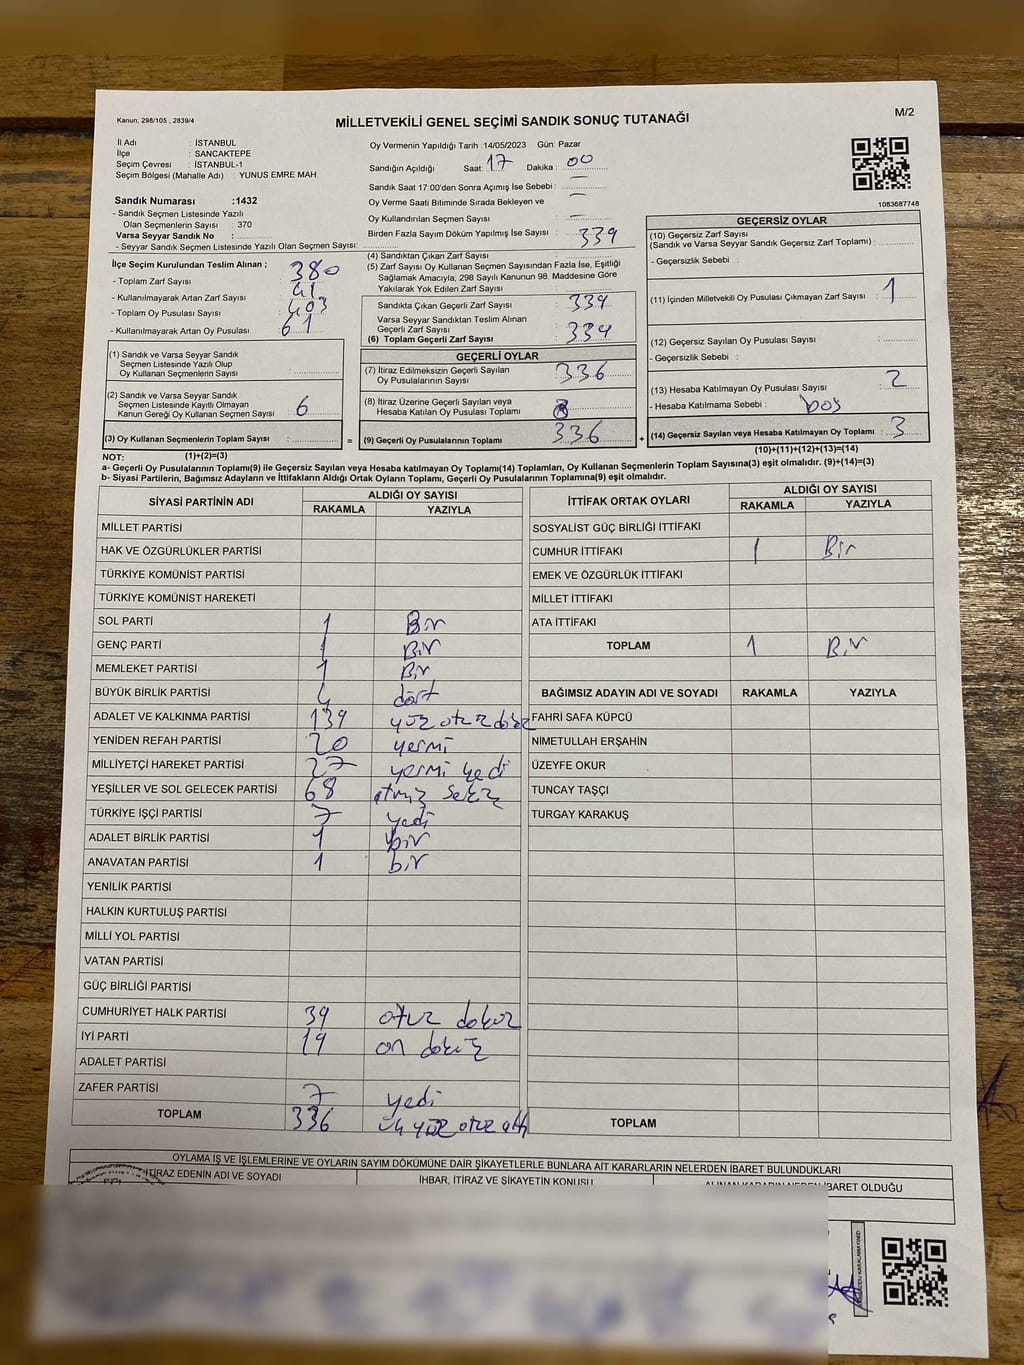 Kanun; 298/105 , 2839/4
MİLLETVEKİLİ GENEL SEÇİMİ SANDIK SONUÇ TUTANAĞI
M/2
İl Adı : İSTANBUL
İlçe : SANCAKTEPE
Seçim Çevresi : İSTANBUL-1
Seçim Bölgesi (Mahalle Adı) : YUNUS EMRE MAH.
Sandık Numarası :1432
- Sandık Seçmen Listesinde Yazılı
Olan Seçmenlerin Sayısı : 370
Varsa Seyyar Sandık No :
- Seyyar Sandık Seçmen Listesinde Yazılı Olan Seçmen Sayısı:
Oy Vermenin Yapıldığı Tarih :14/05/2023 Gün: Pazar
Sandığın Açıldığı Saat: 17 Dakika : 00
Sandık Saat 17:00'den Sonra Açımış İse Sebebi : —
Oy Verme Saati Bitiminde Sırada Bekleyen ve —
Oy Kullandırılan Seçmen Sayısı : —
Birden Fazla Sayım Döküm Yapılmış İse Sayısı : 339
1083687748
İlçe Seçim Kurulundan Teslim Alınan ;
- Toplam Zarf Sayısı : 380
- Kullanılmayarak Artan Zarf Sayısı : 41
- Toplam Oy Pusulası Sayısı : 403
- Kullanılmayarak Artan Oy Pusulası : 61
(4) Sandıktan Çıkan Zarf Sayısı :
(5) Zarf Sayısı Oy Kullanan Seçmen Sayısından Fazla İse, Eşitliği
Sağlamak Amacıyla, 298 Sayılı Kanunun 98. Maddesine Göre
Yakılarak Yok Edilen Zarf Sayısı :
Sandıkta Çıkan Geçerli Zarf Sayısı : 339
Varsa Seyyar Sandıktan Teslim Alınan
Geçerli Zarf Sayısı :
(6) Toplam Geçerli Zarf Sayısı : 339
GEÇERSİZ OYLAR
(10) Geçersiz Zarf Sayısı
(Sandık ve Varsa Seyyar Sandık Geçersiz Zarf Toplamı) :
- Geçersizlik Sebebi :
(11) İçinden Milletvekili Oy Pusulası Çıkmayan Zarf Sayısı : 1
(12) Geçersiz Sayılan Oy Pusulası Sayısı :
- Geçersizlik Sebebi :
(13) Hesaba Katılmayan Oy Pusulası Sayısı : 2
- Hesaba Katılmama Sebebi : boş
(14) Geçersiz Sayılan veya Hesaba Katılmayan Oy Toplamı : 3
(1) Sandık ve Varsa Seyyar Sandık
Seçmen Listesinde Yazılı Olup
Oy Kullanan Seçmenlerin Sayısı :
(2) Sandık ve Varsa Seyyar Sandık
Seçmen Listesinde Kayıtlı Olmayan
Kanun Gereği Oy Kullanan Seçmen Sayısı : 6
(3) Oy Kullanan Seçmenlerin Toplam Sayısı : =
GEÇERLİ OYLAR
(7) İtiraz Edilmeksizin Geçerli Sayılan
Oy Pusulalarının Sayısı : 336
(8) İtiraz Üzerine Geçerli Sayılan veya
Hesaba Katılan Oy Pusulası Toplamı :
(9) Geçerli Oy Pusulalarının Toplamı : 336 +
NOT: (1)+(2)=(3)
(10)+(11)+(12)+(13)=(14)
a- Geçerli Oy Pusulalarının Toplamı(9) ile Geçersiz Sayılan veya Hesaba katılmayan Oy Toplamı(14) Toplamları, Oy Kullanan Seçmenlerin Toplam Sayısına(3) eşit olmalıdır. (9)+(14)=(3)
b- Siyasi Partilerin, Bağımsız Adayların ve İttifakların Aldığı Ortak Oyların Toplamı, Geçerli Oy Pusulalarının Toplamına(9) eşit olmalıdır.
SİYASİ PARTİNİN ADI ALDIĞI OY SAYISI
RAKAMLA YAZIYLA
MİLLET PARTİSİ
HAK VE ÖZGÜRLÜKLER PARTİSİ
TÜRKİYE KOMÜNİST PARTİSİ
TÜRKİYE KOMÜNİST HAREKETİ
SOL PARTİ 1 Bir
GENÇ PARTİ 1 Bir
MEMLEKET PARTİSİ 1 Bir
BÜYÜK BİRLİK PARTİSİ 4 dört
ADALET VE KALKINMA PARTİSİ 139 yüz otuz dokuz
YENİDEN REFAH PARTİSİ 20 yermi
MİLLİYETÇİ HAREKET PARTİSİ 27 yermi yedi
YEŞİLLER VE SOL GELECEK PARTİSİ 68 atmış sekiz
TÜRKİYE İŞÇİ PARTİSİ 7 yedi
ADALET BİRLİK PARTİSİ 1 bir
ANAVATAN PARTİSİ 1 bir
YENİLİK PARTİSİ
HALKIN KURTULUŞ PARTİSİ
MİLLİ YOL PARTİSİ
VATAN PARTİSİ
GÜÇ BİRLİĞİ PARTİSİ
CUMHURİYET HALK PARTİSİ 39 otuz dokuz
İYİ PARTİ 19 on dokuz
ADALET PARTİSİ
ZAFER PARTİSİ 7 yedi
TOPLAM 336 üç yüz otuz altı
İTTİFAK ORTAK OYLARI ALDIĞI OY SAYISI
RAKAMLA YAZIYLA
SOSYALİST GÜÇ BİRLİĞİ İTTİFAKI
CUMHUR İTTİFAKI 1 Bir
EMEK VE ÖZGÜRLÜK İTTİFAKI
MİLLET İTTİFAKI
ATA İTTİFAKI
TOPLAM 1 Bir
BAĞIMSIZ ADAYIN ADI VE SOYADI RAKAMLA YAZIYLA
FAHRİ SAFA KÜPCÜ
NİMETULLAH ERŞAHİN
ÜZEYFE OKUR
TUNCAY TAŞÇI
TURGAY KARAKUŞ
TOPLAM
OYLAMA İŞ VE İŞLEMLERİNE VE OYLARIN SAYIM DÖKÜMÜNE DAİR ŞİKAYETLERLE BUNLARA AİT KARARLARIN NELERDEN İBARET BULUNDUKLARI
İTİRAZ EDENİN ADI VE SOYADI İHBAR, İTİRAZ VE ŞİKAYETİN KONUSU ALINAN KARARIN NEDEN İBARET OLDUĞU